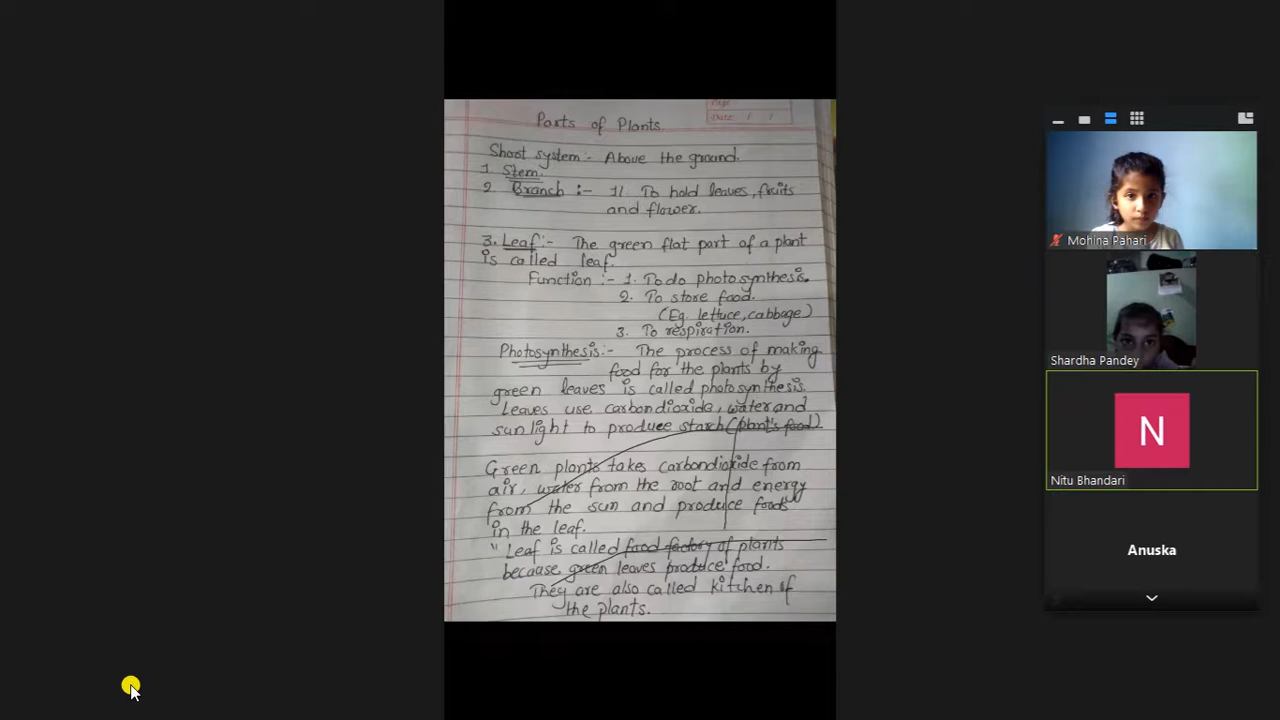 Date / /
Parts of Plants.
Shoot system:- Above the ground.
1 Stem.
2. Branch :- 1/ To hold leaves, fruits
and flower.
3. Leaf:- The green flat part of a plant
is called leaf.
Function :- 1. To do photosynthesis.
2. To store food.
(Eg. lettuce, cabbage)
3. To respiration.
Photosynthesis:- The process of making
food for the plants by
green leaves is called photosynthesis.
Leaves use carbondioxide, water and
sunlight to produce starch (plant's food)
Green plants takes carbondioxide from
air, water from the root and energy
from the sun and produce foods
in the leaf.
" Leaf is called food factory of plants
because green leaves produce food.
They are also called kitchen of
the plants.
Mohina Pahari
Shardha Pandey
N
Nitu Bhandari
Anuska